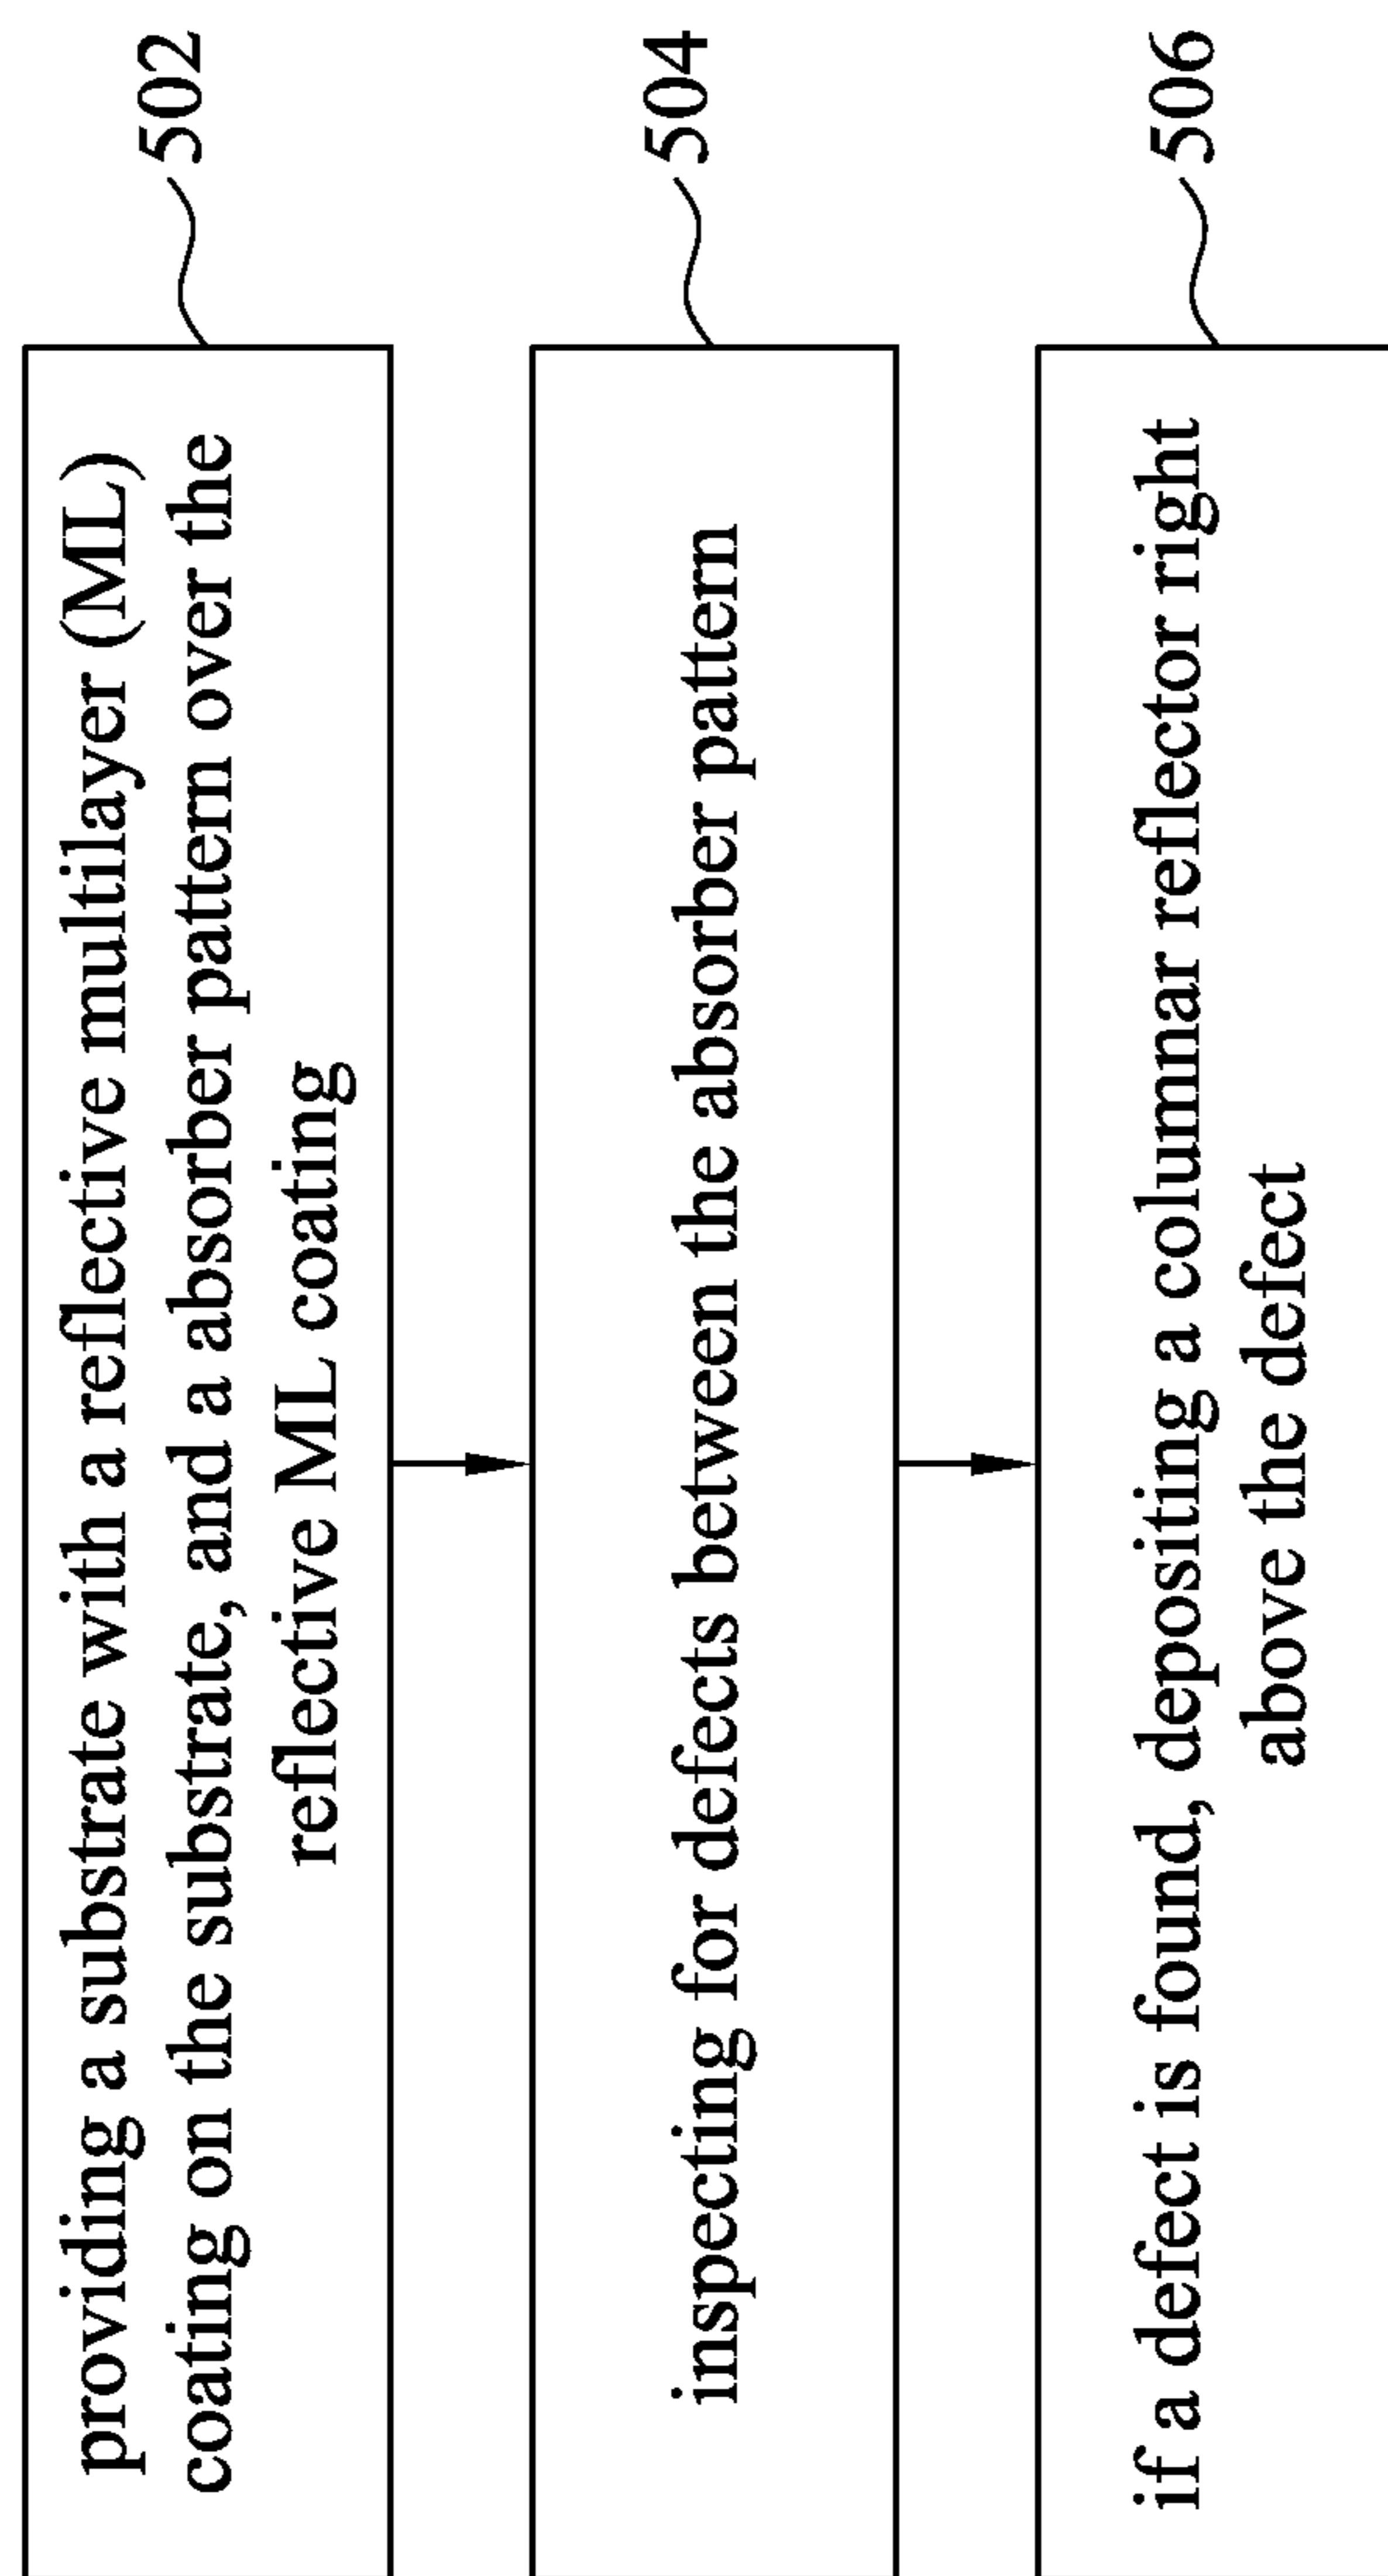 providing a substrate with a reflective multilayer (ML)
coating on the substrate, and a absorber pattern over the
reflective ML coating
502
inspecting for defects between the absorber pattern
504
if a defect is found, depositing a columnar reflector right
above the defect
506